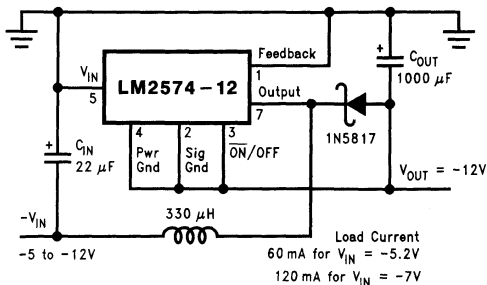 Feedback
1
+
C_OUT
1000 μF
V_IN
5
LM2574-12
Output
7
1N5817
+
C_IN
22 μF
4
Pwr
Gnd
2
Sig
Gnd
3
O̅N̅/OFF
V_OUT = -12V
-V_IN
-5 to -12V
330 μH
Load Current
60 mA for V_IN = -5.2V
120 mA for V_IN = -7V